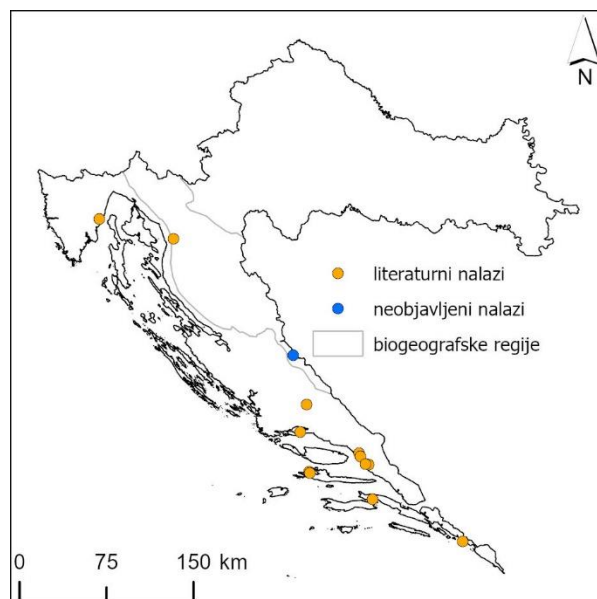 N
literaturni nalazi
neobjavljeni nalazi
biogeografske regije
0 75 150 km